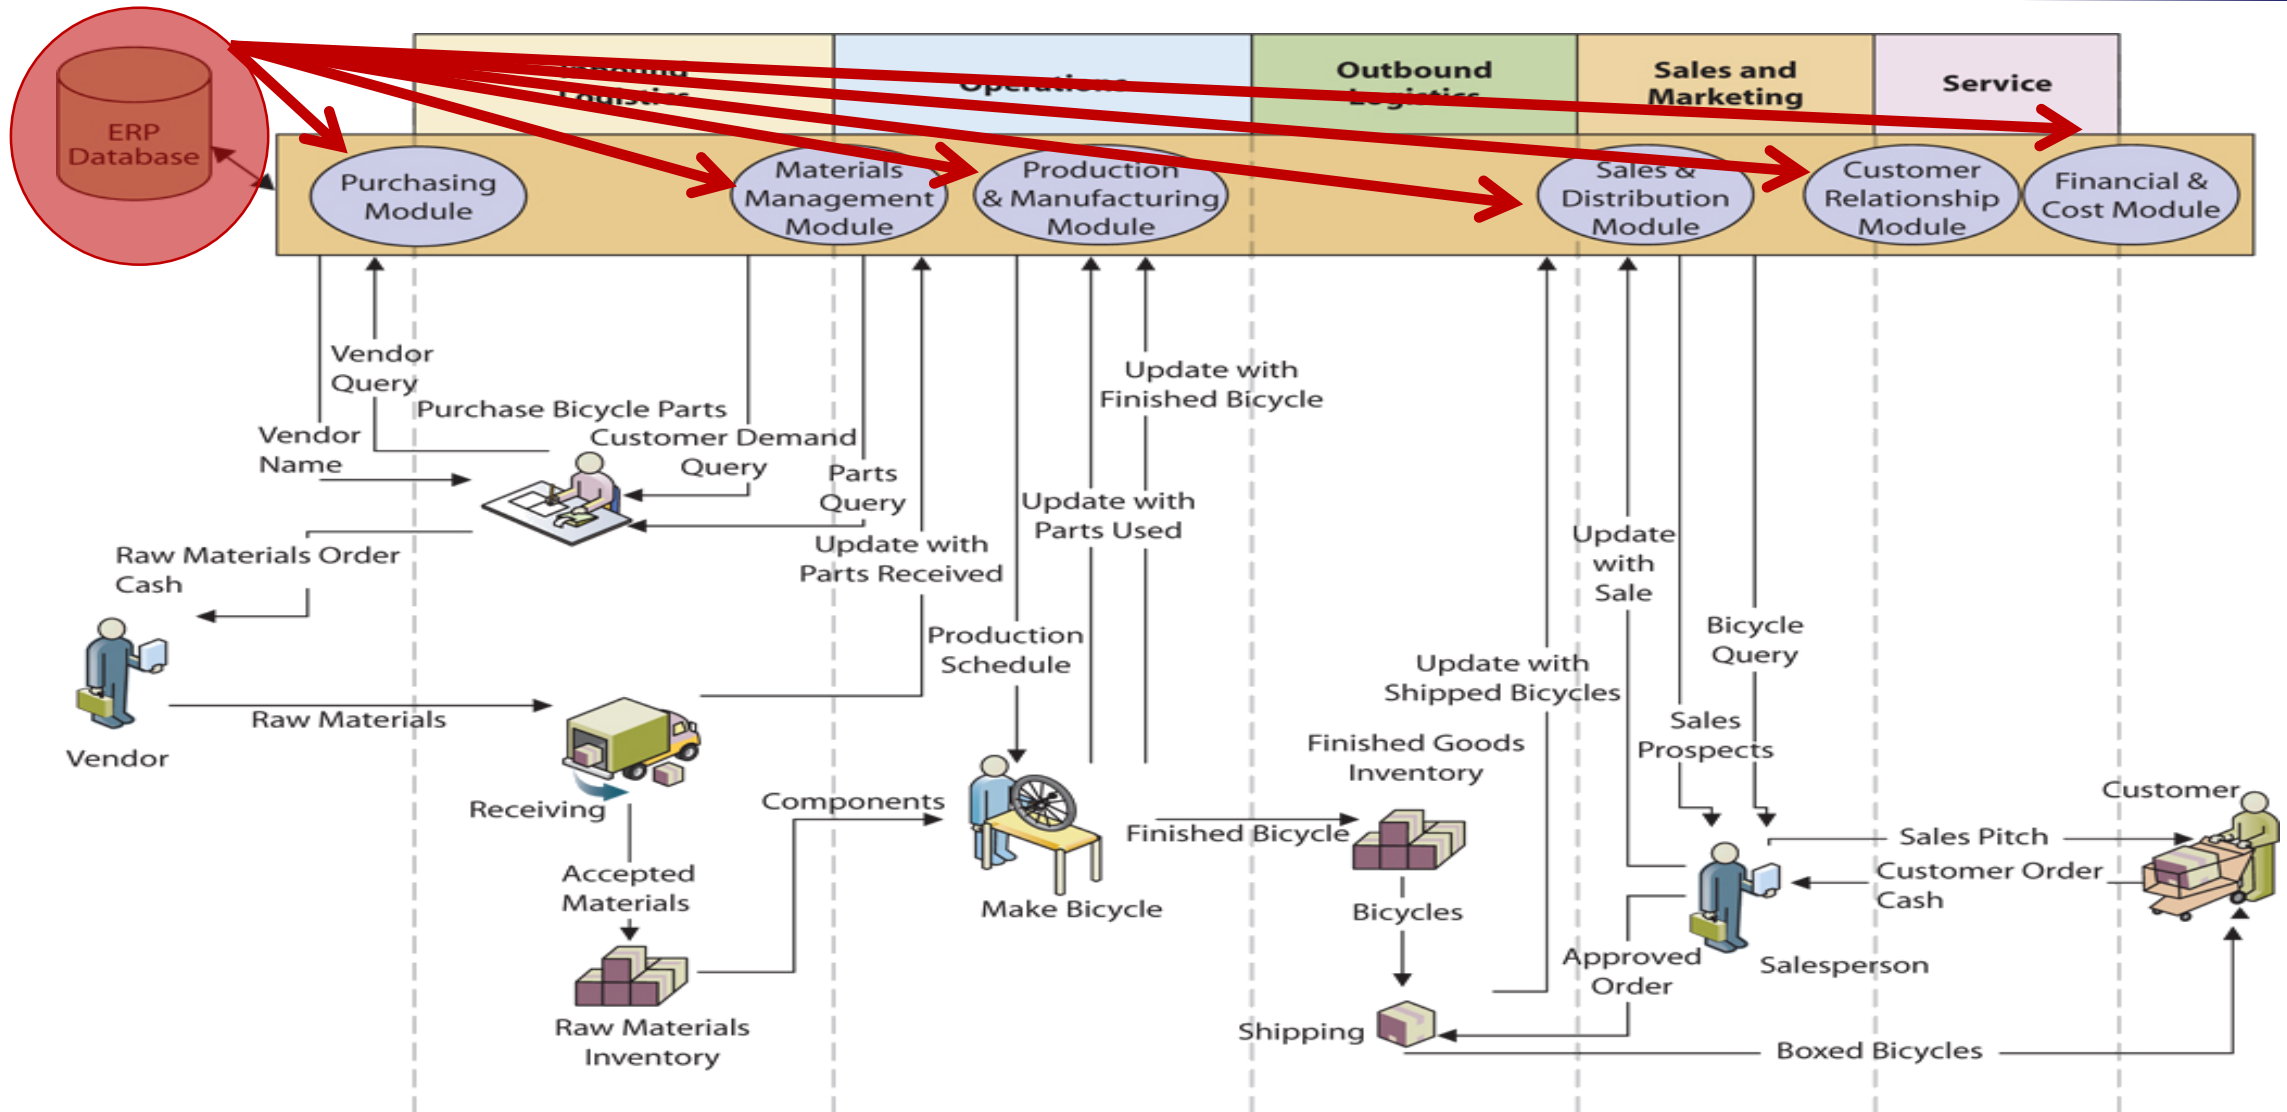 Inbound
Logistics
Operations
Outbound
Logistics
Sales and
Marketing
Service
ERP
Database
Purchasing
Module
Materials
Management
Module
Production
& Manufacturing
Module
Sales &
Distribution
Module
Customer
Relationship
Module
Financial &
Cost Module
Vendor
Query
Vendor
Name
Purchase Bicycle Parts
Customer Demand
Query
Parts
Query
Update with
Parts Received
Update with
Finished Bicycle
Update with
Parts Used
Production
Schedule
Raw Materials Order
Cash
Vendor
Raw Materials
Receiving
Accepted
Materials
Raw Materials
Inventory
Components
Make Bicycle
Finished Bicycle
Finished Goods
Inventory
Bicycles
Shipping
Update with
Shipped Bicycles
Update
with
Sale
Bicycle
Query
Sales
Prospects
Approved
Order
Salesperson
Sales Pitch
Customer Order
Cash
Customer
Boxed Bicycles